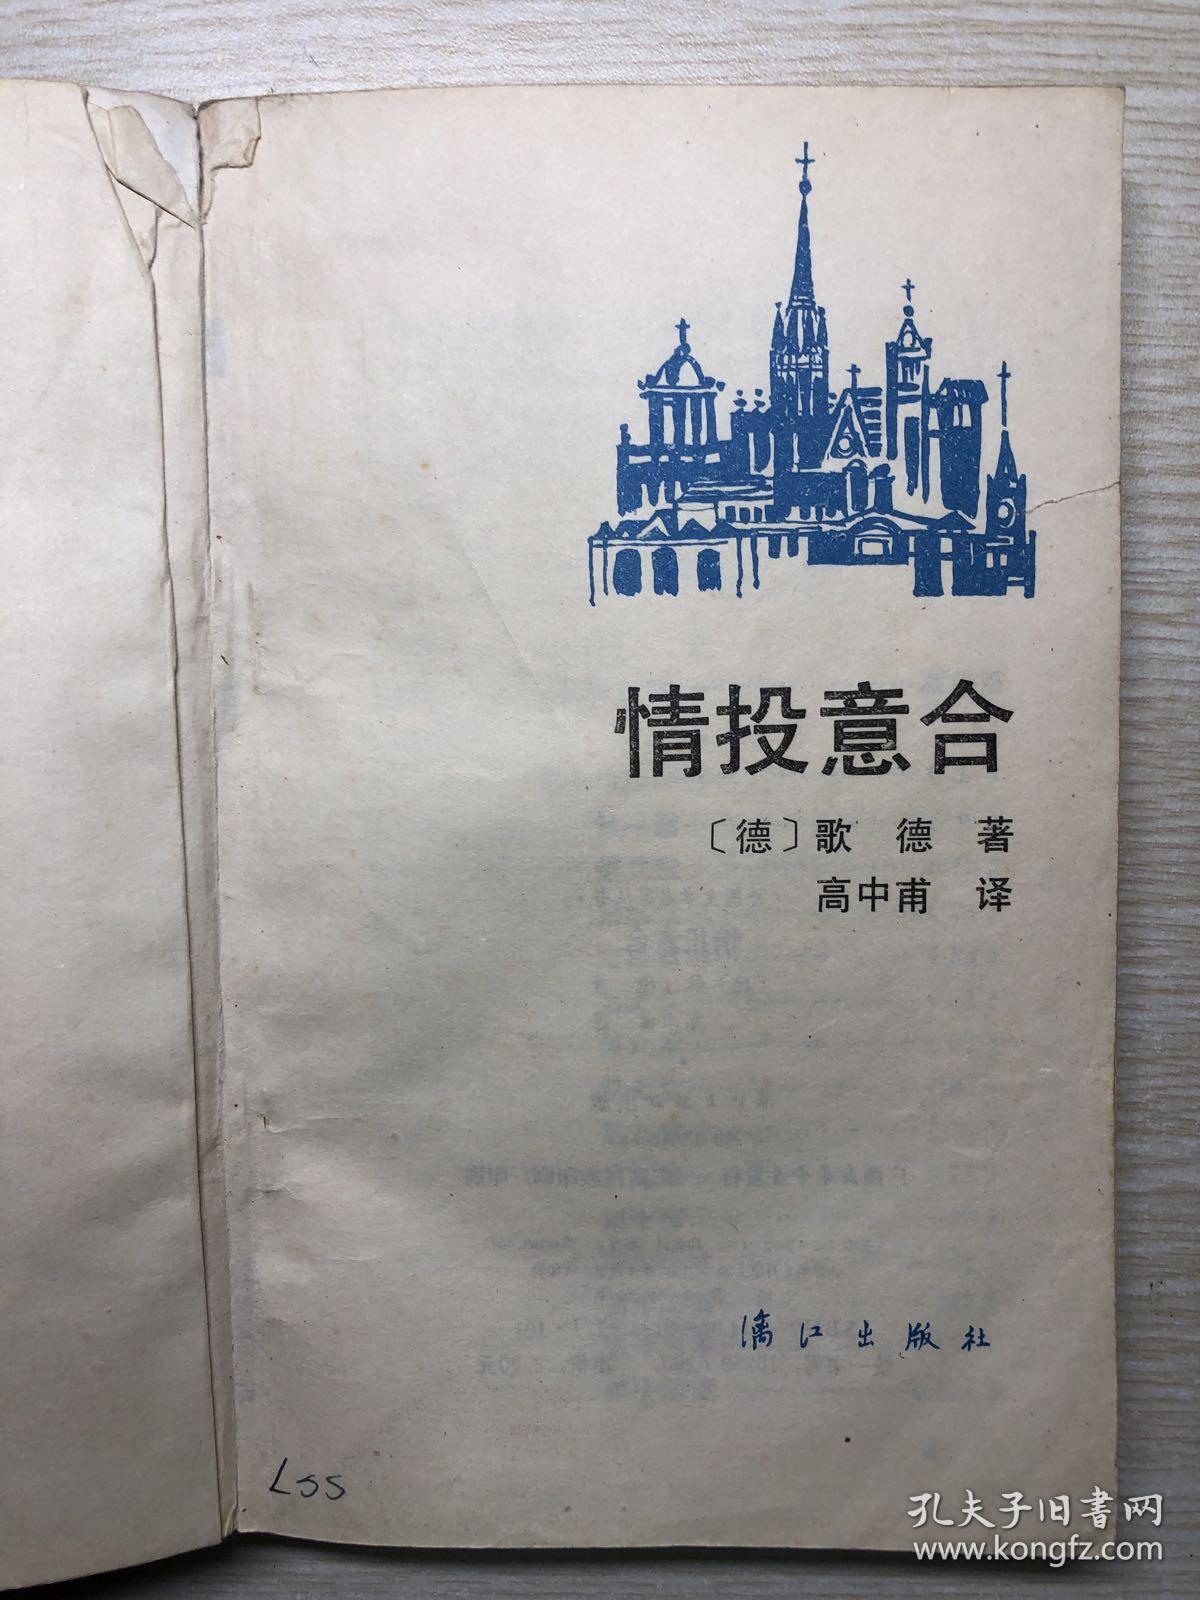 情投意合
〔德〕歌 德 著
高中甫 译
漓江出版社
LSS
孔夫子旧书网
www.kongfz.com